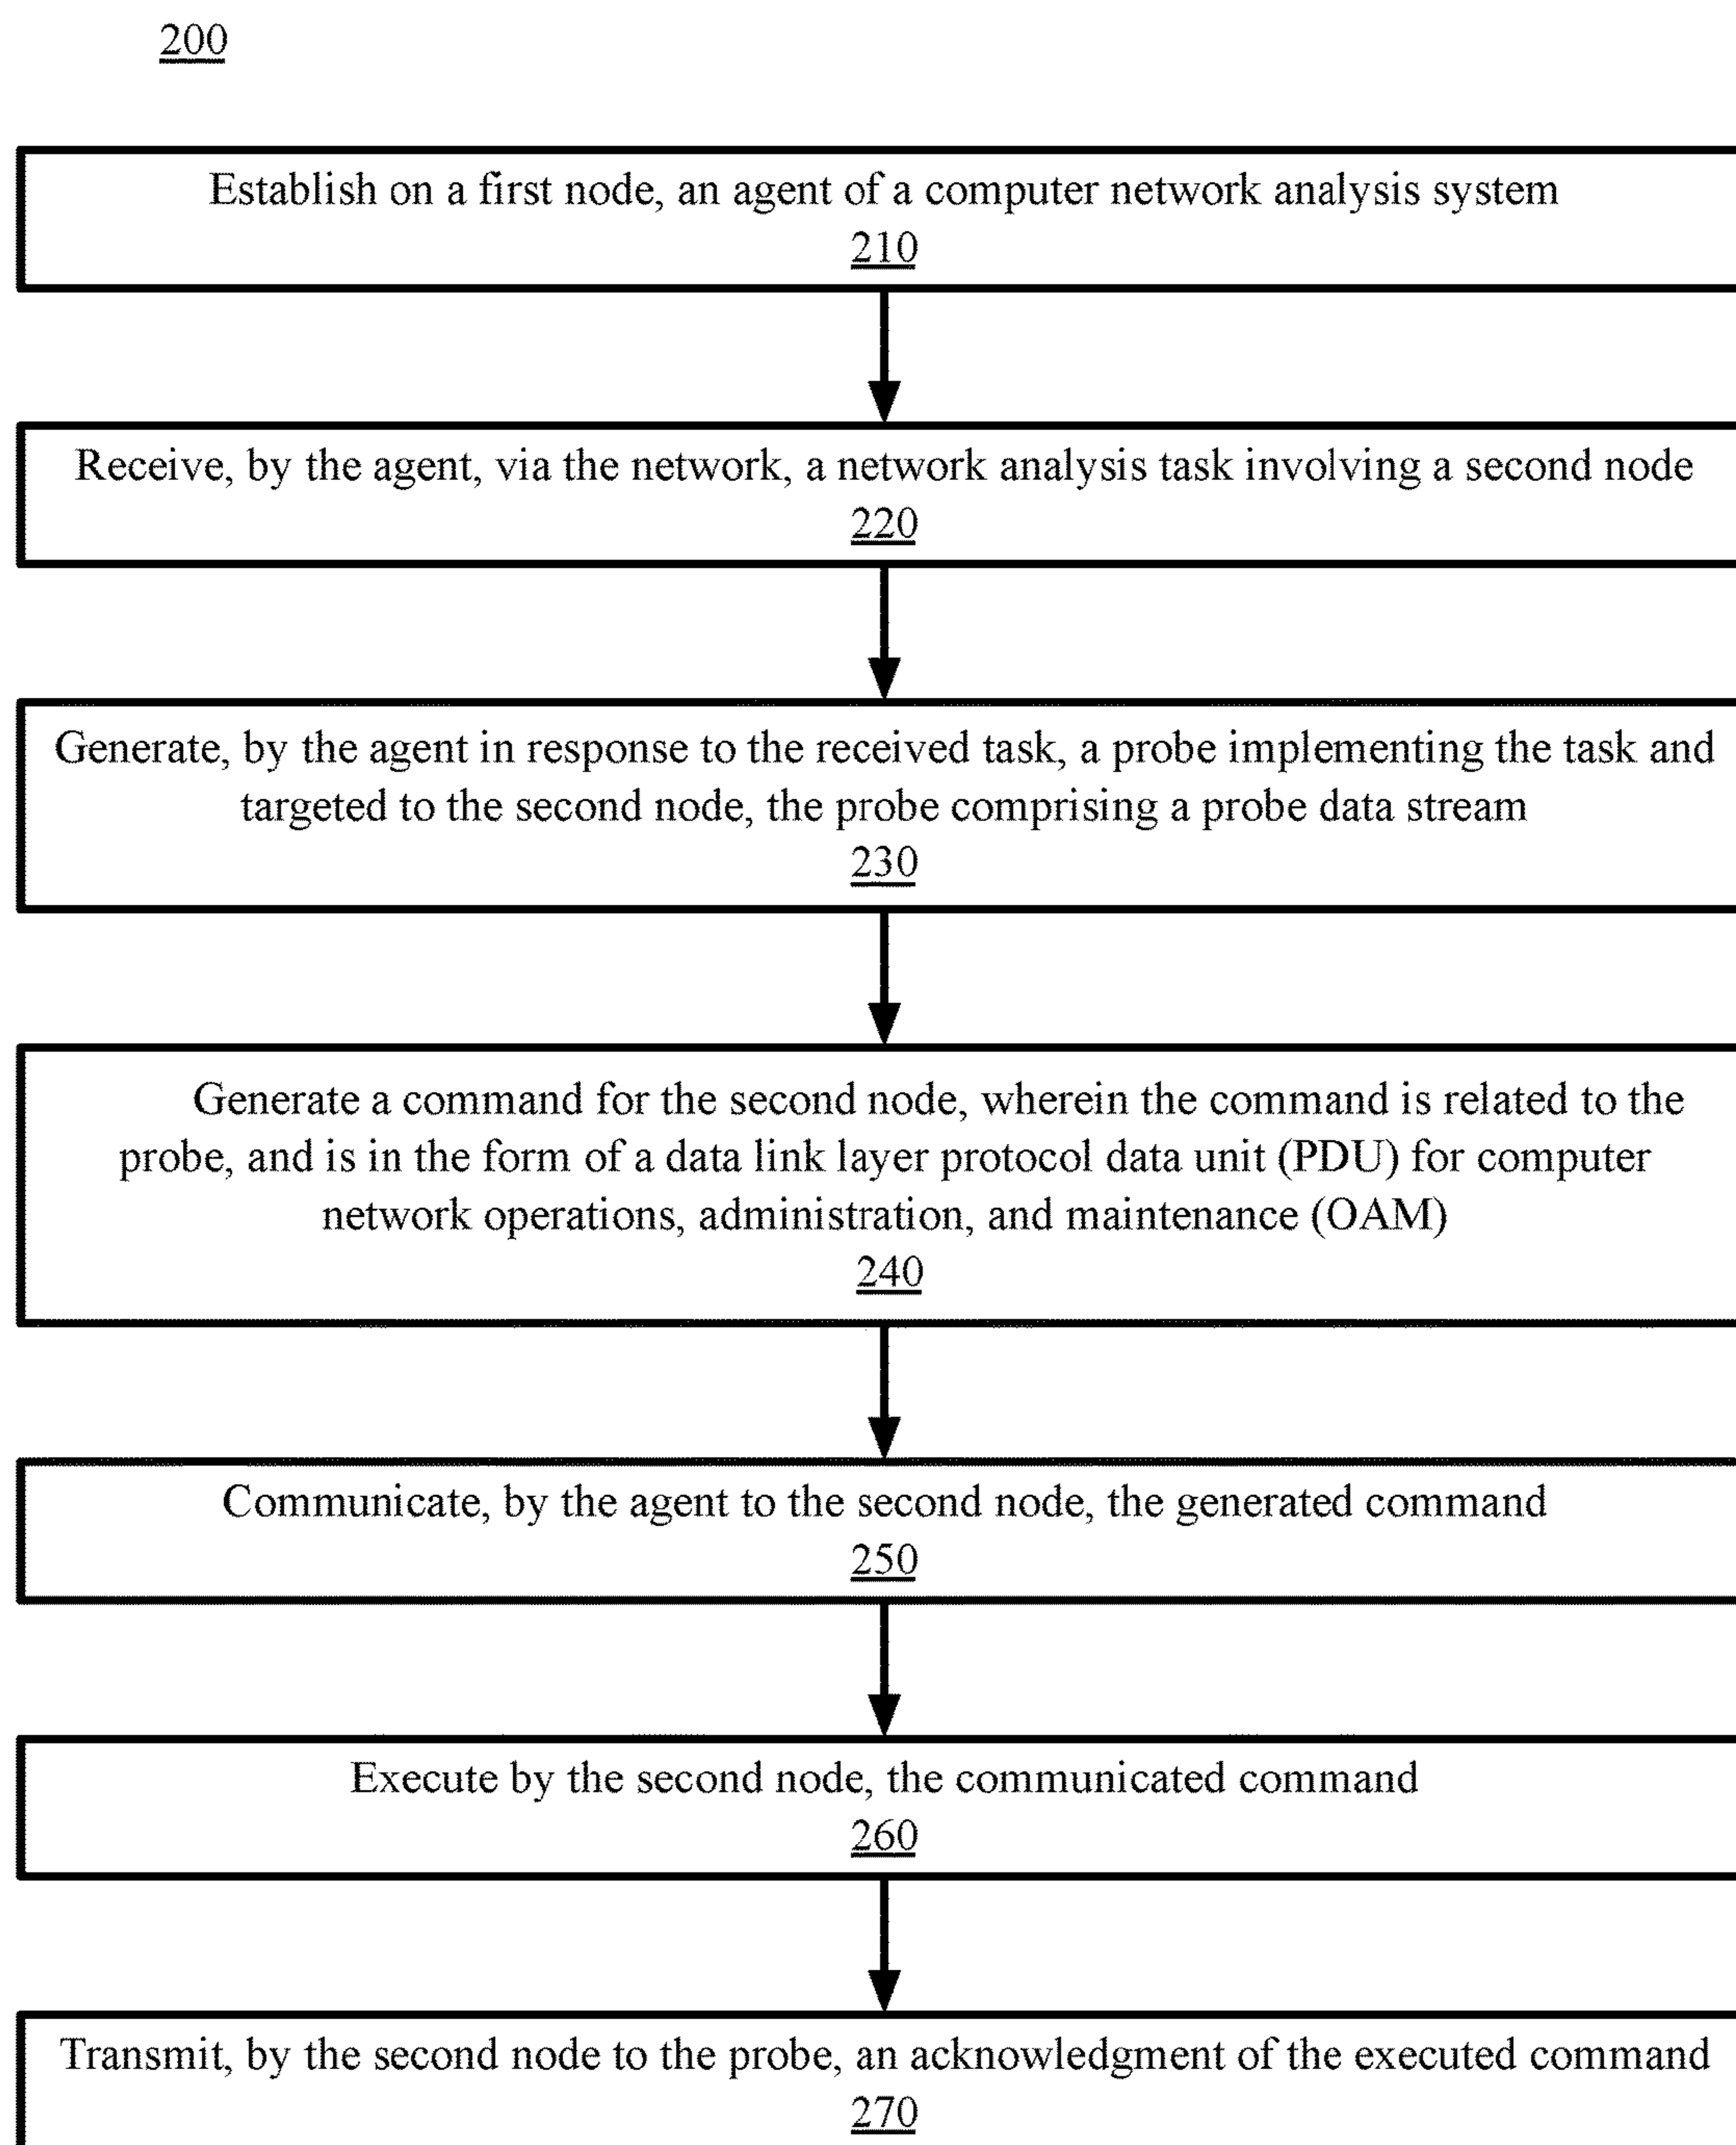 200
Establish on a first node, an agent of a computer network analysis system
210
Receive, by the agent, via the network, a network analysis task involving a second node
220
Generate, by the agent in response to the received task, a probe implementing the task and
targeted to the second node, the probe comprising a probe data stream
230
Generate a command for the second node, wherein the command is related to the
probe, and is in the form of a data link layer protocol data unit (PDU) for computer
network operations, administration, and maintenance (OAM)
240
Communicate, by the agent to the second node, the generated command
250
Execute by the second node, the communicated command
260
Transmit, by the second node to the probe, an acknowledgment of the executed command
270